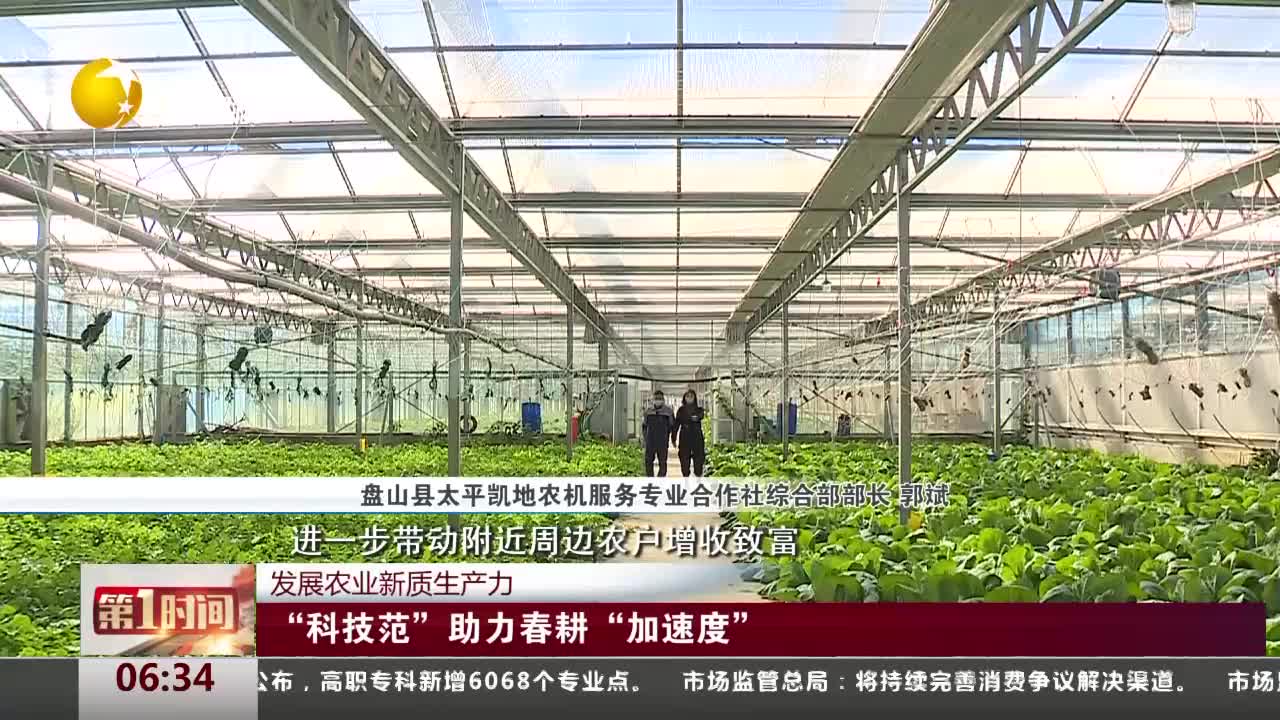 盘山县太平凯地农机服务专业合作社综合部部长 郭斌
进一步带动附近周边农户增收致富
发展农业新质生产力
第1时间
“科技范”助力春耕“加速度”
06:34
公布，高职专科新增6068个专业点。 市场监管总局：将持续完善消费争议解决渠道。 市场